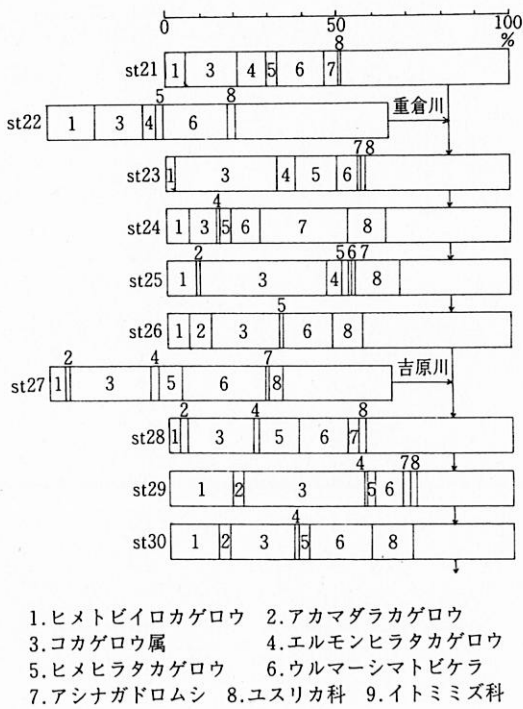 0 50 100
%
8
st21 1 3 4 5 6 7
5 8
st22 1 3 4 6
重倉川
7 8
st23 1 3 4 5 6
4
st24 1 3 5 6 7 8
2 5 6 7
st25 1 3 4 8
5
st26 1 2 3 6 8
2 4 7
st27 1 3 5 6 8
吉原川
2 4 8
st28 1 3 5 6 7
4 7 8
st29 1 2 3 5 6
4
st30 1 2 3 5 6 8
1.ヒメトビイロカゲロウ 2.アカマダラカゲロウ
3.コカゲロウ属 4.エルモンヒラタカゲロウ
5.ヒメヒラタカゲロウ 6.ウルマーシマトビケラ
7.アシナガドロムシ 8.ユスリカ科 9.イトミミズ科